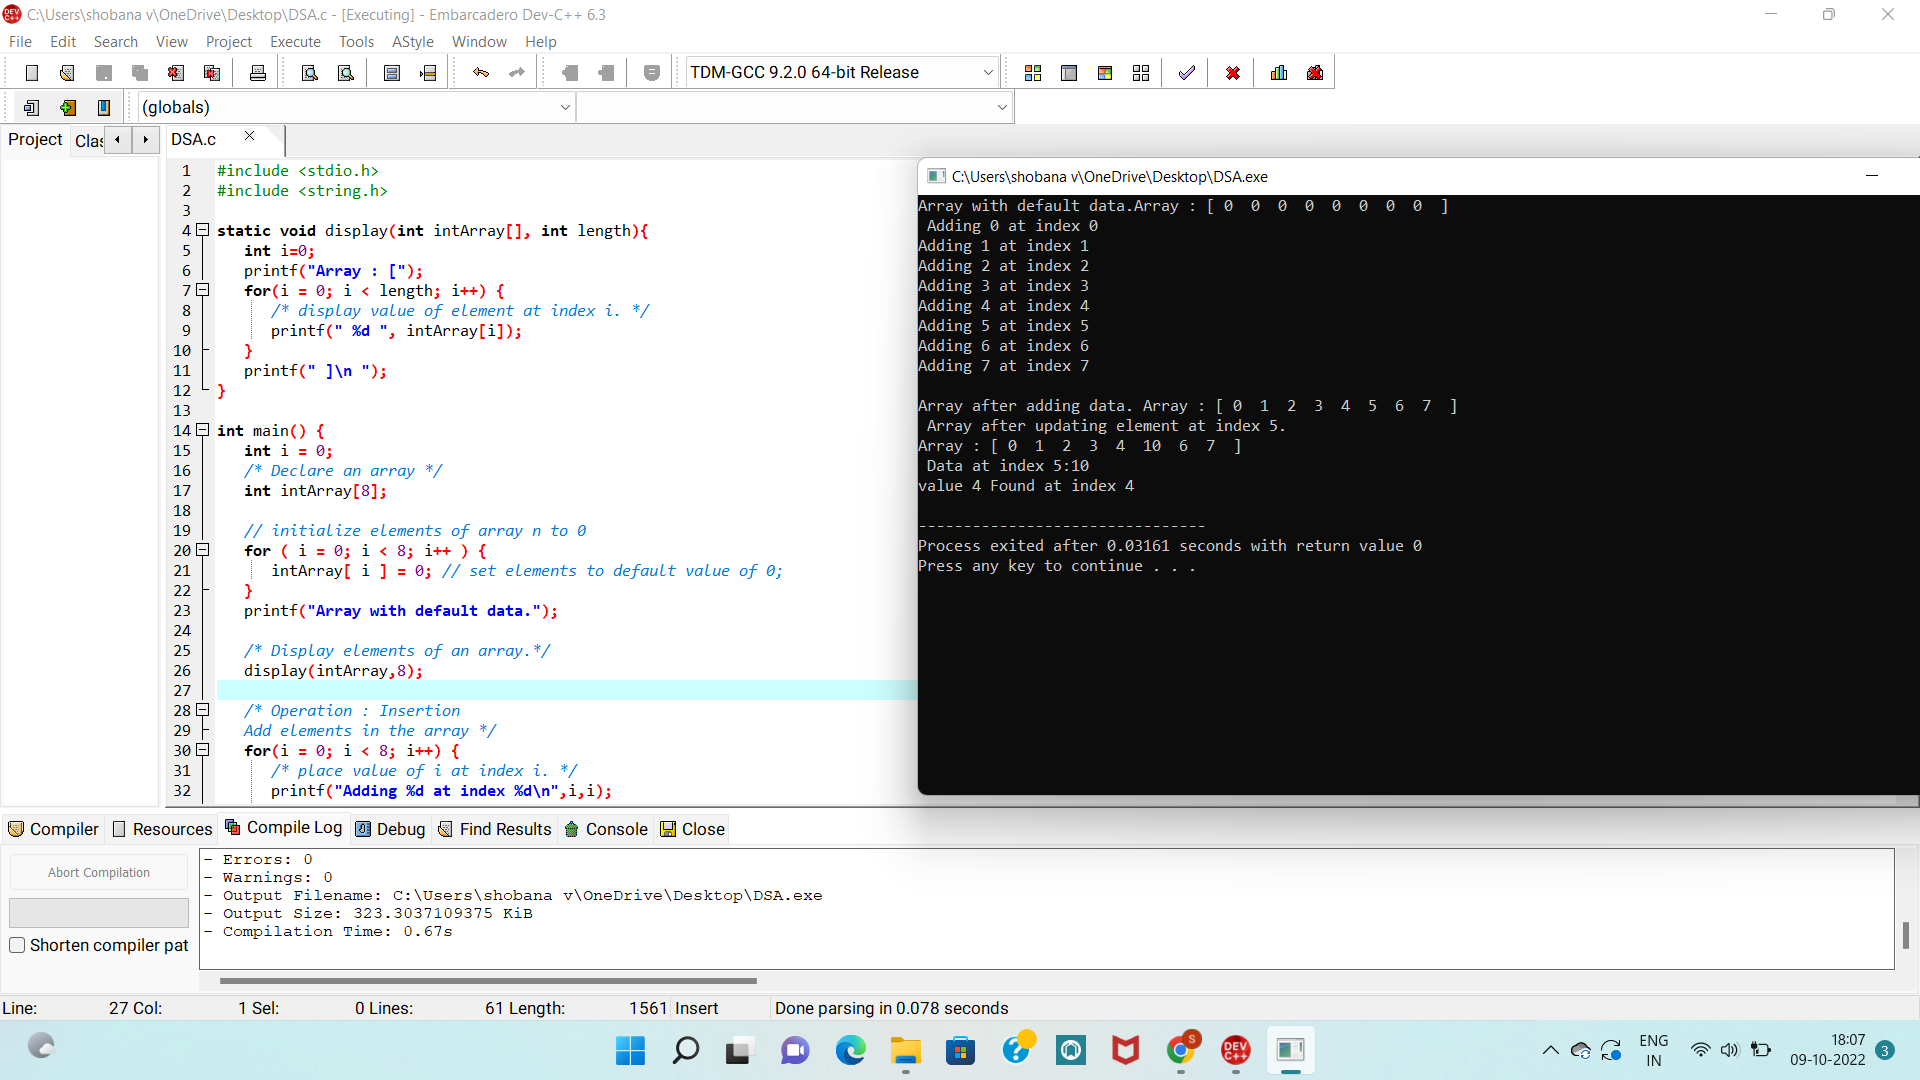 C:\Users\shobana v\OneDrive\Desktop\DSA.c - [Executing] - Embarcadero Dev-C++ 6.3
File Edit Search View Project Execute Tools AStyle Window Help
TDM-GCC 9.2.0 64-bit Release
(globals)
Project Clas DSA.c
1 #include <stdio.h>
2 #include <string.h>
3
4 static void display(int intArray[], int length){
5 int i=0;
6 printf("Array : [");
7 for(i = 0; i < length; i++) {
8 /* display value of element at index i. */
9 printf(" %d ", intArray[i]);
10 }
11 printf(" ]\n ");
12 }
13
14 int main() {
15 int i = 0;
16 /* Declare an array */
17 int intArray[8];
18
19 // initialize elements of array n to 0
20 for ( i = 0; i < 8; i++ ) {
21 intArray[ i ] = 0; // set elements to default value of 0;
22 }
23 printf("Array with default data.");
24
25 /* Display elements of an array.*/
26 display(intArray,8);
27
28 /* Operation : Insertion
29 Add elements in the array */
30 for(i = 0; i < 8; i++) {
31 /* place value of i at index i. */
32 printf("Adding %d at index %d\n",i,i);
C:\Users\shobana v\OneDrive\Desktop\DSA.exe
Array with default data.Array : [ 0  0  0  0  0  0  0  0  ]
Adding 0 at index 0
Adding 1 at index 1
Adding 2 at index 2
Adding 3 at index 3
Adding 4 at index 4
Adding 5 at index 5
Adding 6 at index 6
Adding 7 at index 7
Array after adding data. Array : [ 0  1  2  3  4  5  6  7  ]
Array after updating element at index 5.
Array : [ 0  1  2  3  4  10  6  7  ]
Data at index 5:10
value 4 Found at index 4
--------------------------------
Process exited after 0.03161 seconds with return value 0
Press any key to continue . . .
Compiler Resources Compile Log Debug Find Results Console Close
Abort Compilation
Shorten compiler pat
- Errors: 0
- Warnings: 0
- Output Filename: C:\Users\shobana v\OneDrive\Desktop\DSA.exe
- Output Size: 323.3037109375 KiB
- Compilation Time: 0.67s
Line: 27 Col: 1 Sel: 0 Lines: 61 Length: 1561 Insert Done parsing in 0.078 seconds
S
DEV C++
ENG
IN
18:07
09-10-2022
3